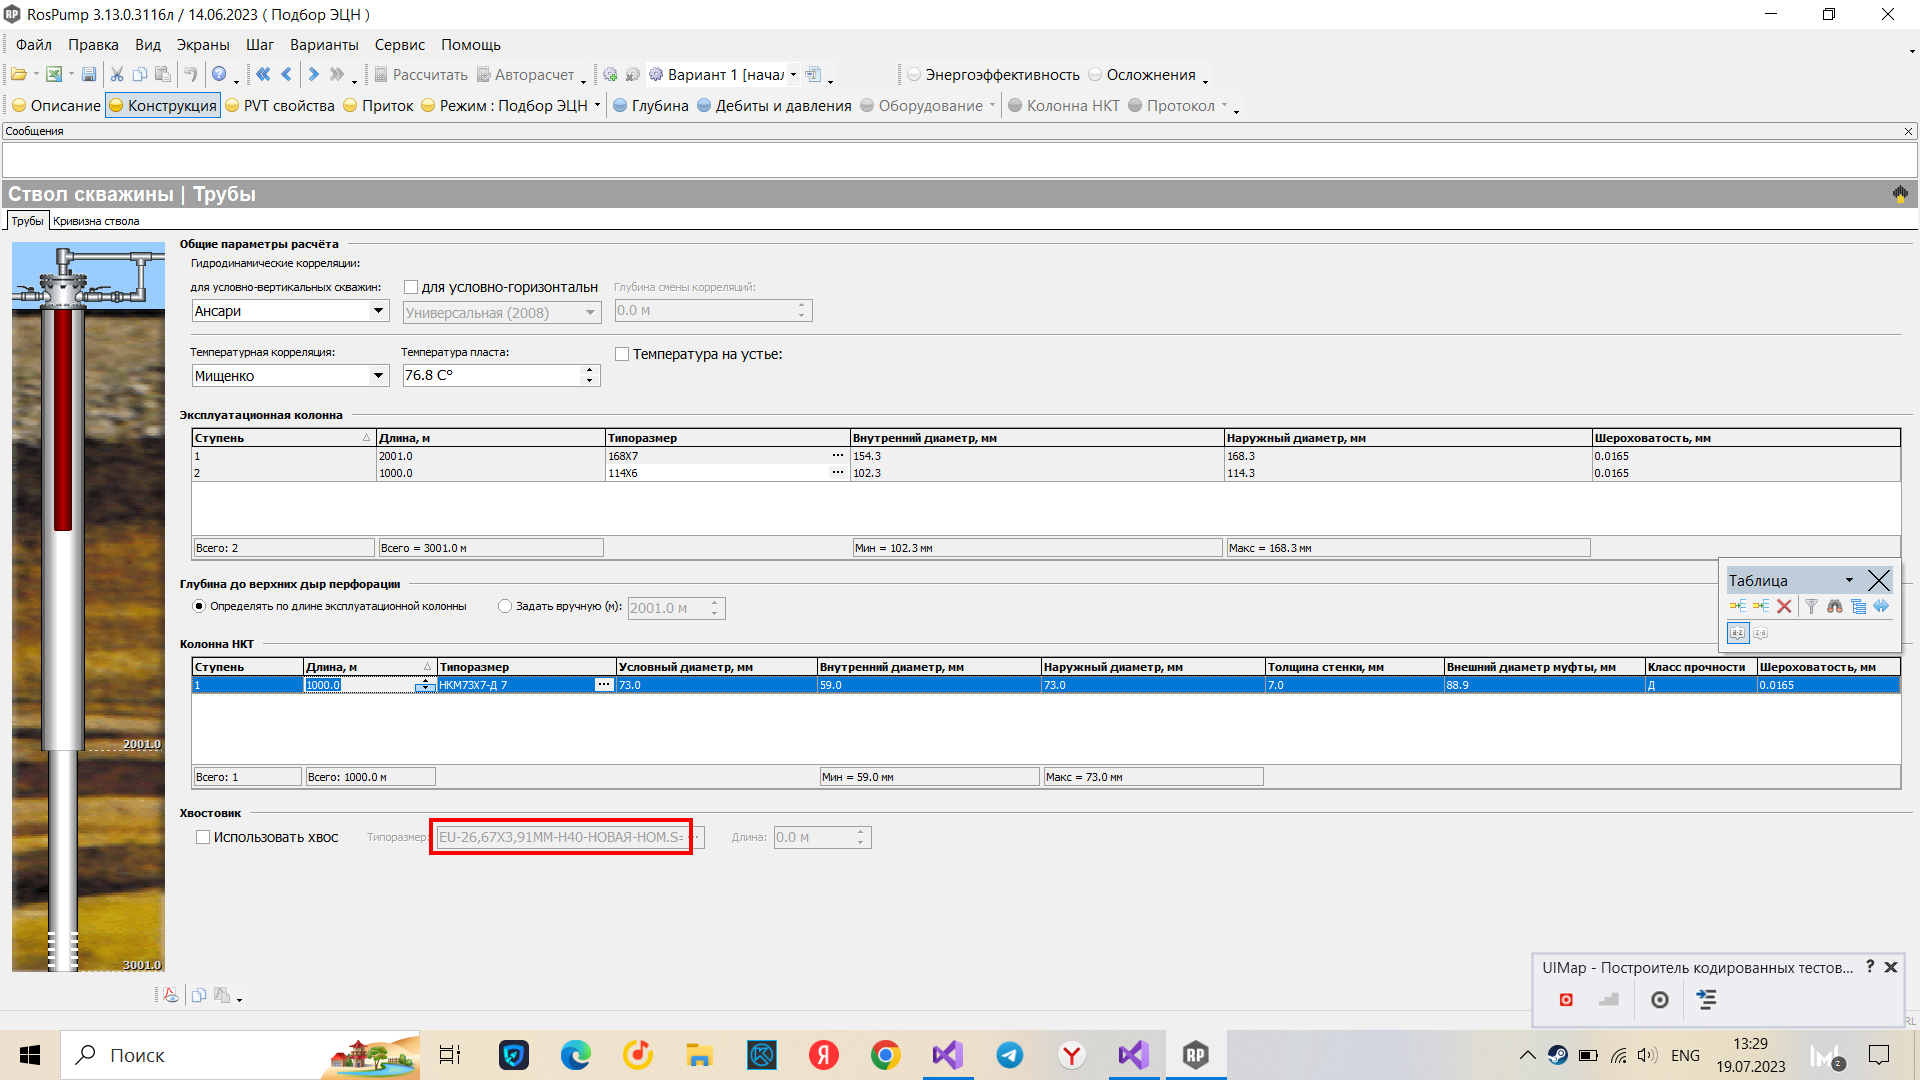 RosPump 3.13.0.3116л / 14.06.2023 ( Подбор ЭЦН )
Файл Правка Вид Экраны Шаг Варианты Сервис Помощь
Рассчитать Авторасчет Вариант 1 [начал Энергоэффективность Осложнения
Описание Конструкция PVT свойства Приток Режим : Подбор ЭЦН Глубина Дебиты и давления Оборудование Колонна НКТ Протокол
Сообщения
Ствол скважины | Трубы
Трубы Кривизна ствола
Общие параметры расчёта
Гидродинамические корреляции:
для условно-вертикальных скважин: для условно-горизонтальн Глубина смены корреляций:
Ансари Универсальная (2008) 0.0 м
Температурная корреляция: Температура пласта: Температура на устье:
Мищенко 76.8 C°
Эксплуатационная колонна
Ступень Длина, м Типоразмер Внутренний диаметр, мм Наружный диаметр, мм Шероховатость, мм
1 2001.0 168X7 ... 154.3 168.3 0.0165
2 1000.0 114X6 ... 102.3 114.3 0.0165
Всего: 2 Всего = 3001.0 м Мин = 102.3 мм Макс = 168.3 мм
Таблица
Глубина до верхних дыр перфорации
Определять по длине эксплуатационной колонны Задать вручную (м): 2001.0 м
Колонна НКТ
Ступень Длина, м Типоразмер Условный диаметр, мм Внутренний диаметр, мм Наружный диаметр, мм Толщина стенки, мм Внешний диаметр муфты, мм Класс прочности Шероховатость, мм
1 1000.0 НКМ73Х7-Д 7 ... 73.0 59.0 73.0 7.0 88.9 Д 0.0165
Всего: 1 Всего: 1000.0 м Мин = 59.0 мм Макс = 73.0 мм
Хвостовик
Использовать хвос Типоразмер: EU-26,67X3,91ММ-H40-НОВАЯ-НОМ.S= Длина: 0.0 м
2001.0
3001.0
UIMap - Построитель кодированных тестов...
Поиск
ENG
13:29
19.07.2023